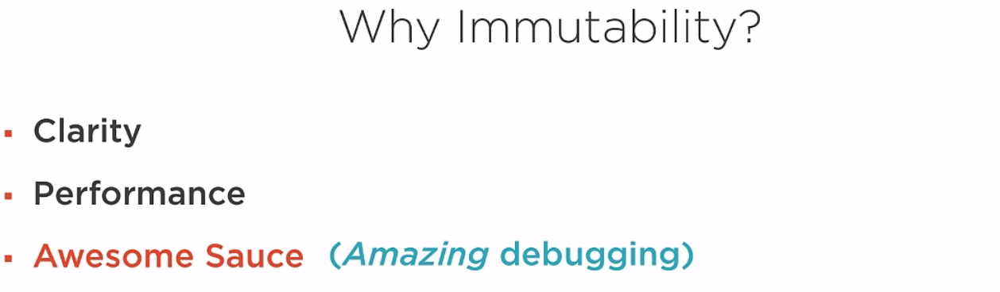 Why Immutability?
▪ Clarity
▪ Performance
▪ Awesome Sauce (Amazing debugging)